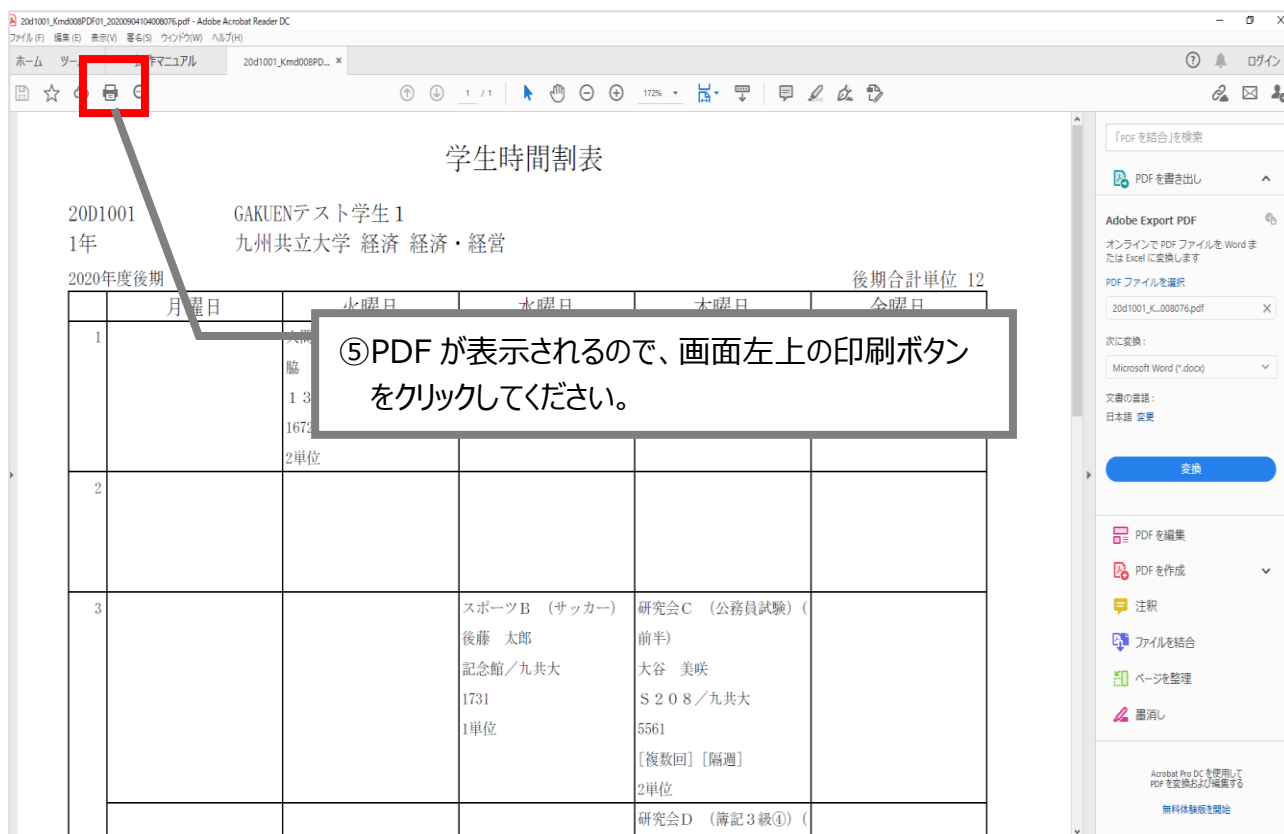 20d1001_Kmd008PDF01_20200904104008076.pdf - Adobe Acrobat Reader DC
ファイル(F) 編集(E) 表示(V) 署名(S) ウィンドウ(W) ヘルプ(H)
ホーム
作マニュアル
20d1001_Kmd008PD... ×
ログイン
1 / 1
172%
学生時間割表
20D1001 GAKUENテスト学生1
1年 九州共立大学 経済 経済・経営
2020年度後期 後期合計単位 12
月曜日 火曜日 水曜日 木曜日 金曜日
⑤PDF が表示されるので、画面左上の印刷ボタン
をクリックしてください。
1
脇
13
1672
2単位
2
3
スポーツB (サッカー)
後藤 太郎
記念館/九共大
1731
1単位
研究会C (公務員試験)(
前半)
大谷 美咲
S208/九共大
5561
[複数回][隔週]
2単位
研究会D (簿記3級④)(
「PDF を結合」を検索
PDF を書き出し
Adobe Export PDF
オンラインで PDF ファイルを Word ま
たは Excel に変換します
PDF ファイルを選択
20d1001_K...008076.pdf ×
次に変換:
Microsoft Word (*.docx)
文書の言語:
日本語 変更
変換
PDF を編集
PDF を作成
注釈
ファイルを結合
ページを整理
墨消し
Acrobat Pro DC を使用して
PDF を変換および編集する
無料体験版を開始